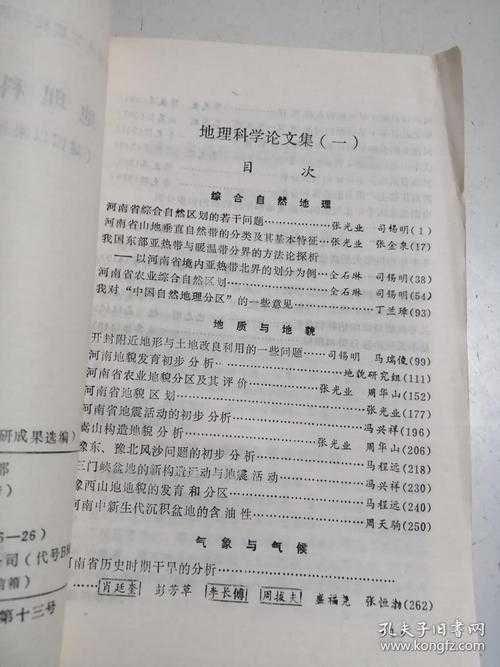 地理科学论文集(一)
目 次
综合自然地理
河南省综合自然区划的若干问题……………张光业 司锡明(1)
河南省山地垂直自然带的分类及其基本特征…张光业 张金泉(17)
我国东部亚热带与暖温带分界的方法论探析
——以河南省境内亚热带北界的划分为例…全石琳 司锡明(38)
河南省农业综合自然区划……………全石琳 司锡明(54)
我对“中国自然地理分区”的一些意见……………丁兰璋(93)
地质与地貌
开封附近地形与土地改良利用的一些问题……司锡明 马瑞俊(99)
河南地貌发育初步分析……………地貌研究组(111)
河南省农业地貌分区及其评价……………张光业 周华山(152)
河南省地貌区划……………张光业(177)
河南省地震活动的初步分析……………冯兴祥(196)
嵩山构造地貌分析……………张光业 周华山(206)
豫东、豫北风沙问题的初步分析……………马程远(218)
三门峡盆地的新构造运动与地震活动……………冯兴祥(230)
豫西山地地貌的发育和分区……………马程远(240)
河南中新生代沉积盆地的含油性……………周天驹(250)
气象与气候
河南省历史时期干旱的分析……………
肖廷奎 彭芳草 李长傅 周拔夫 盛福尧 张恒渤(262)
研成果选编)
部
5-26)
司(代号
信箱)
第十三号
孔夫子旧书网